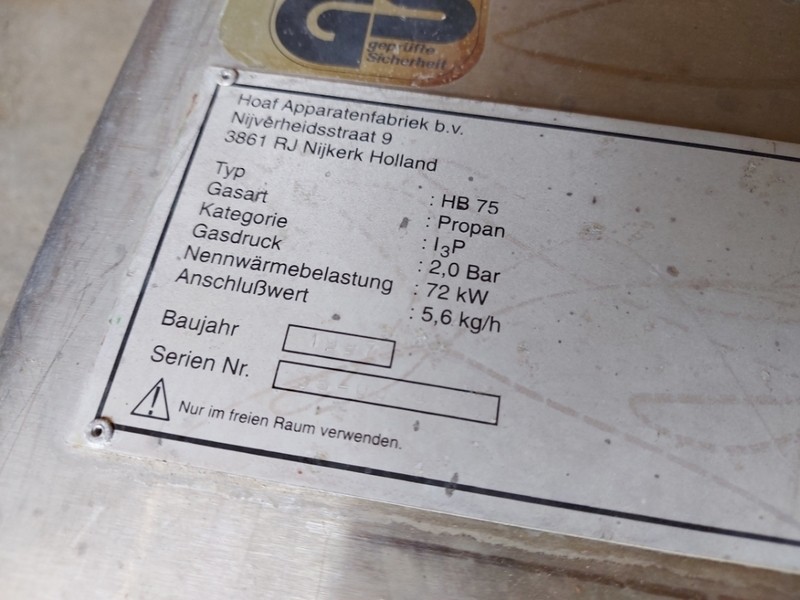 geprüfte
Sicherheit
Hoaf Apparatenfabriek b.v.
Nijverheidsstraat 9
3861 RJ Nijkerk Holland
Typ : HB 75
Gasart : Propan
Kategorie : I3P
Gasdruck : 2,0 Bar
Nennwärmebelastung : 72 kW
Anschlußwert : 5,6 kg/h
Baujahr
Serien Nr.
Nur im freien Raum verwenden.